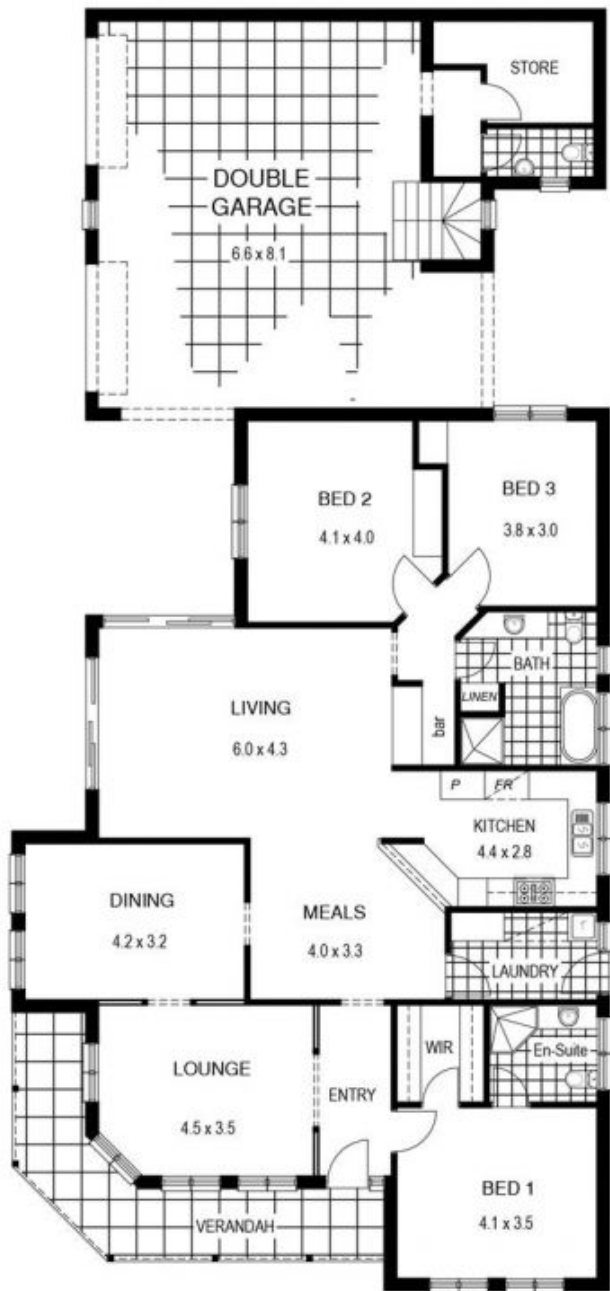 STORE
DOUBLE
GARAGE
6.6 x 8.1
BED 2
4.1 x 4.0
BED 3
3.8 x 3.0
BATH
LINEN
LIVING
6.0 x 4.3
bar
P
FR
KITCHEN
4.4 x 2.8
DINING
4.2 x 3.2
MEALS
4.0 x 3.3
LAUNDRY
LOUNGE
4.5 x 3.5
ENTRY
WIR
En-Suite
BED 1
4.1 x 3.5
VERANDAH